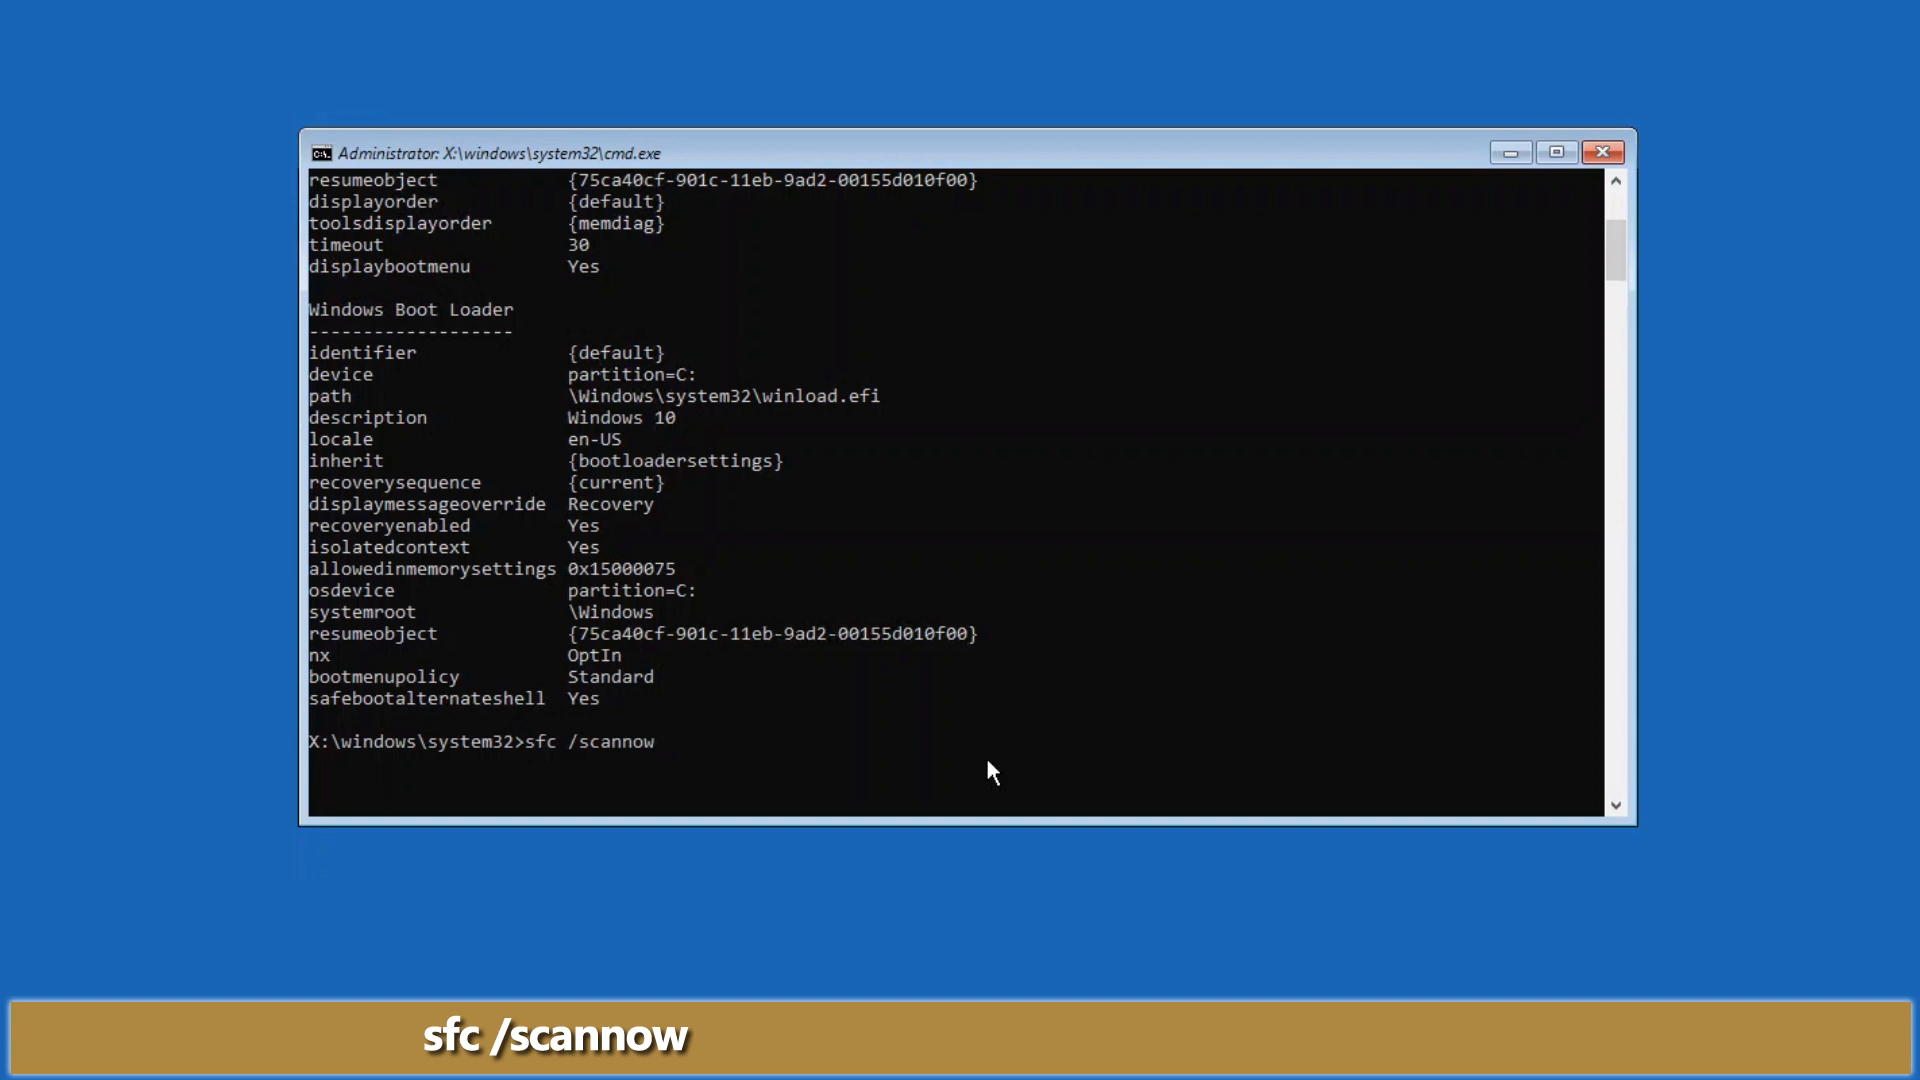 Administrator: X:\windows\system32\cmd.exe
resumeobject            {75ca40cf-901c-11eb-9ad2-00155d010f00}
displayorder            {default}
toolsdisplayorder       {memdiag}
timeout                 30
displaybootmenu         Yes

Windows Boot Loader
-------------------
identifier              {default}
device                  partition=C:
path                    \Windows\system32\winload.efi
description             Windows 10
locale                  en-US
inherit                 {bootloadersettings}
recoverysequence        {current}
displaymessageoverride  Recovery
recoveryenabled         Yes
isolatedcontext         Yes
allowedinmemorysettings 0x15000075
osdevice                partition=C:
systemroot              \Windows
resumeobject            {75ca40cf-901c-11eb-9ad2-00155d010f00}
nx                      OptIn
bootmenupolicy          Standard
safebootalternateshell  Yes

X:\windows\system32>sfc /scannow
sfc /scannow